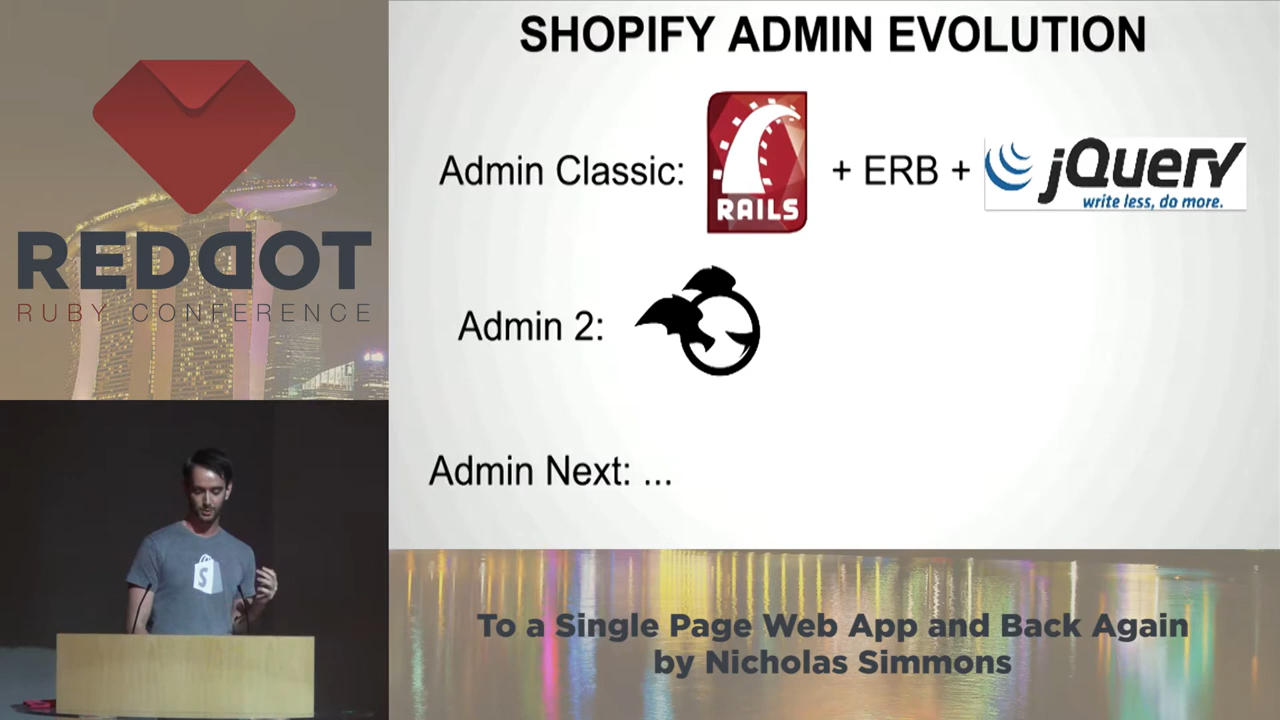 SHOPIFY ADMIN EVOLUTION
Admin Classic: RAILS + ERB + jQuery
write less, do more.
REDDOT
RUBY CONFERENCE
Admin 2:
Admin Next: ...
S
To a Single Page Web App and Back Again
by Nicholas Simmons